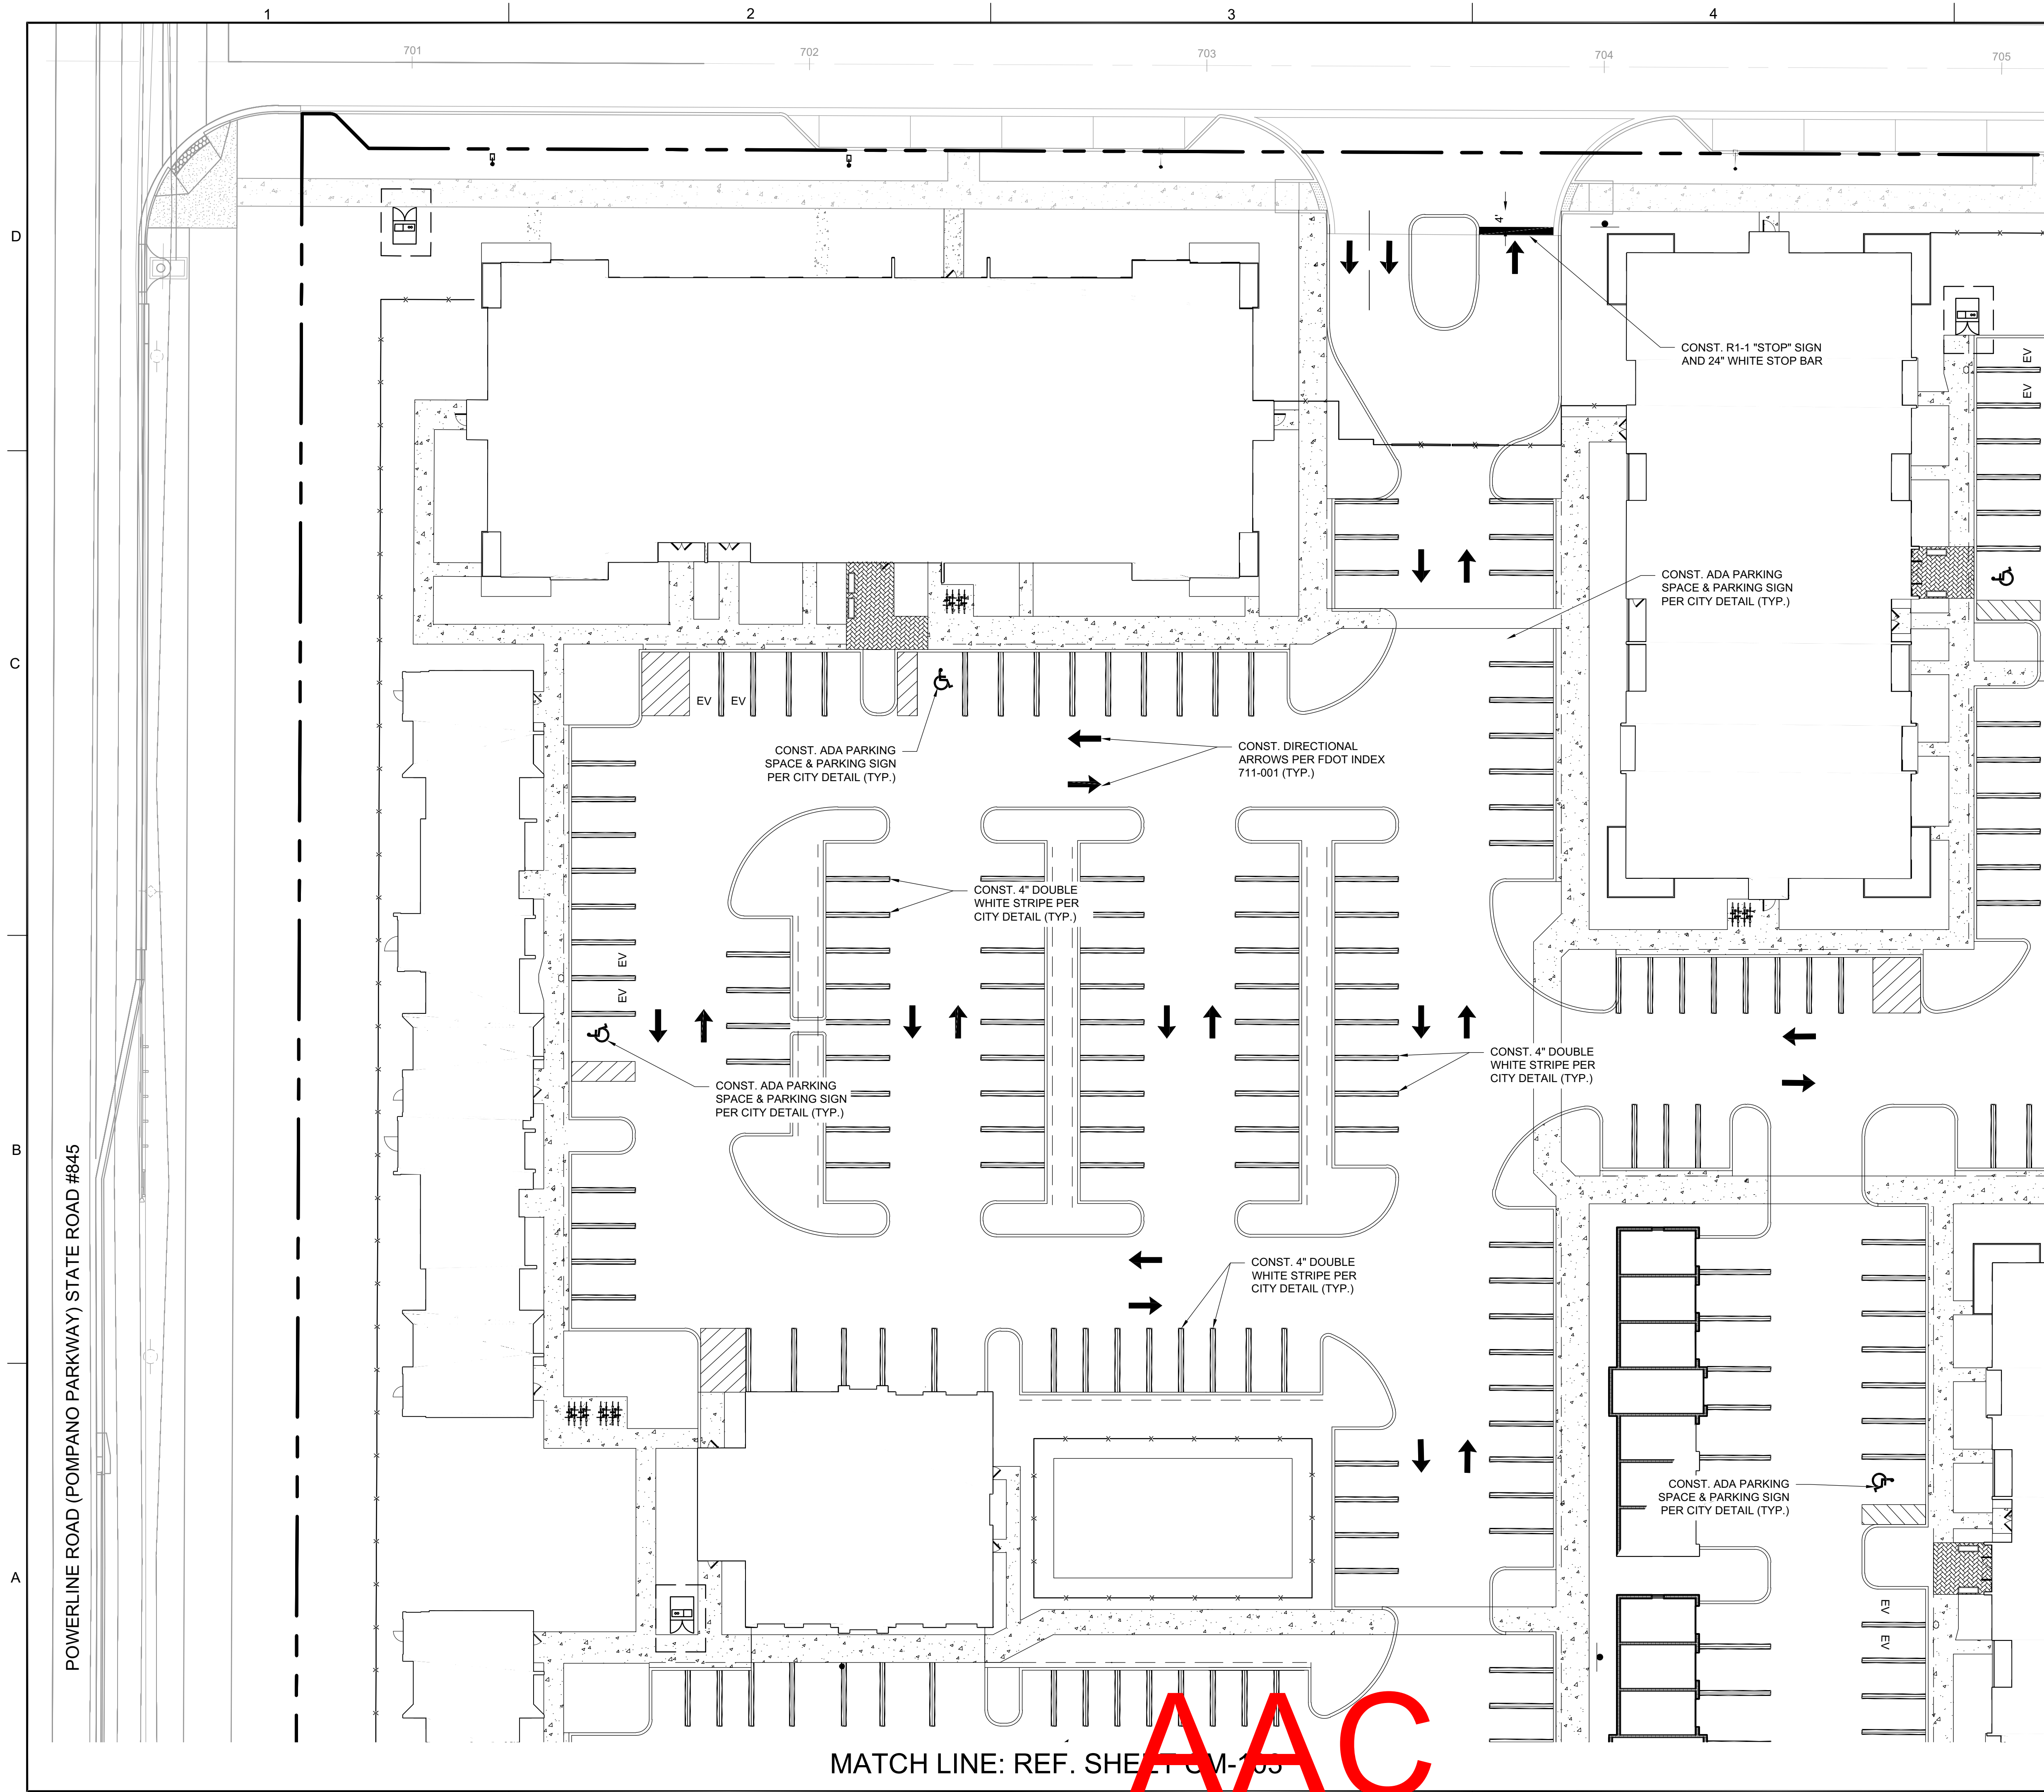 1 2 3 4
701 702 703 704 705
D
4'
CONST. R1-1 "STOP" SIGN
AND 24" WHITE STOP BAR
EV
EV
CONST. ADA PARKING
SPACE & PARKING SIGN
PER CITY DETAIL (TYP.)
C
EV EV
CONST. ADA PARKING
SPACE & PARKING SIGN
PER CITY DETAIL (TYP.)
CONST. DIRECTIONAL
ARROWS PER FDOT INDEX
711-001 (TYP.)
CONST. 4" DOUBLE
WHITE STRIPE PER
CITY DETAIL (TYP.)
EV
EV
CONST. 4" DOUBLE
WHITE STRIPE PER
CITY DETAIL (TYP.)
CONST. ADA PARKING
SPACE & PARKING SIGN
PER CITY DETAIL (TYP.)
B
POWERLINE ROAD (POMPANO PARKWAY) STATE ROAD #845
CONST. 4" DOUBLE
WHITE STRIPE PER
CITY DETAIL (TYP.)
CONST. ADA PARKING
SPACE & PARKING SIGN
PER CITY DETAIL (TYP.)
A
EV
EV
MATCH LINE: REF. SHEET
AAC